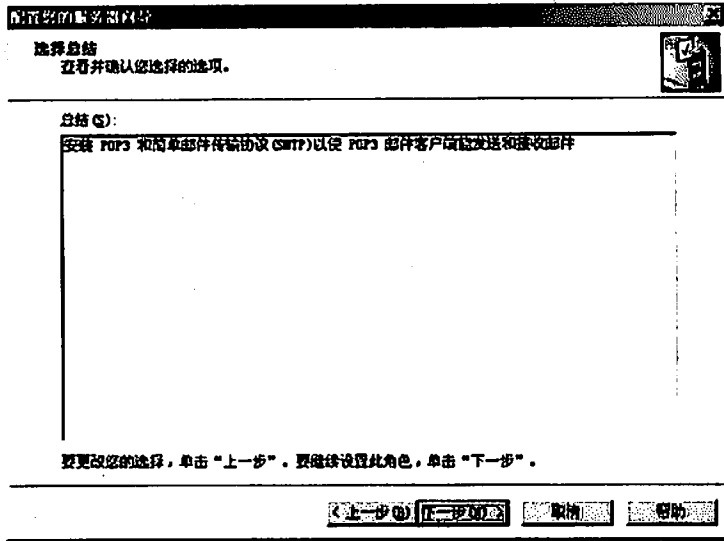 配置您的服务器向导
选择总结
查看并确认您选择的选项。
总结(S):
安装 POP3 和简单邮件传输协议(SMTP)以使 POP3 邮件客户端能发送和接收邮件
要更改您的选择，单击“上一步”。要继续设置此角色，单击“下一步”。
< 上一步(B) 下一步(N) > 取消 帮助